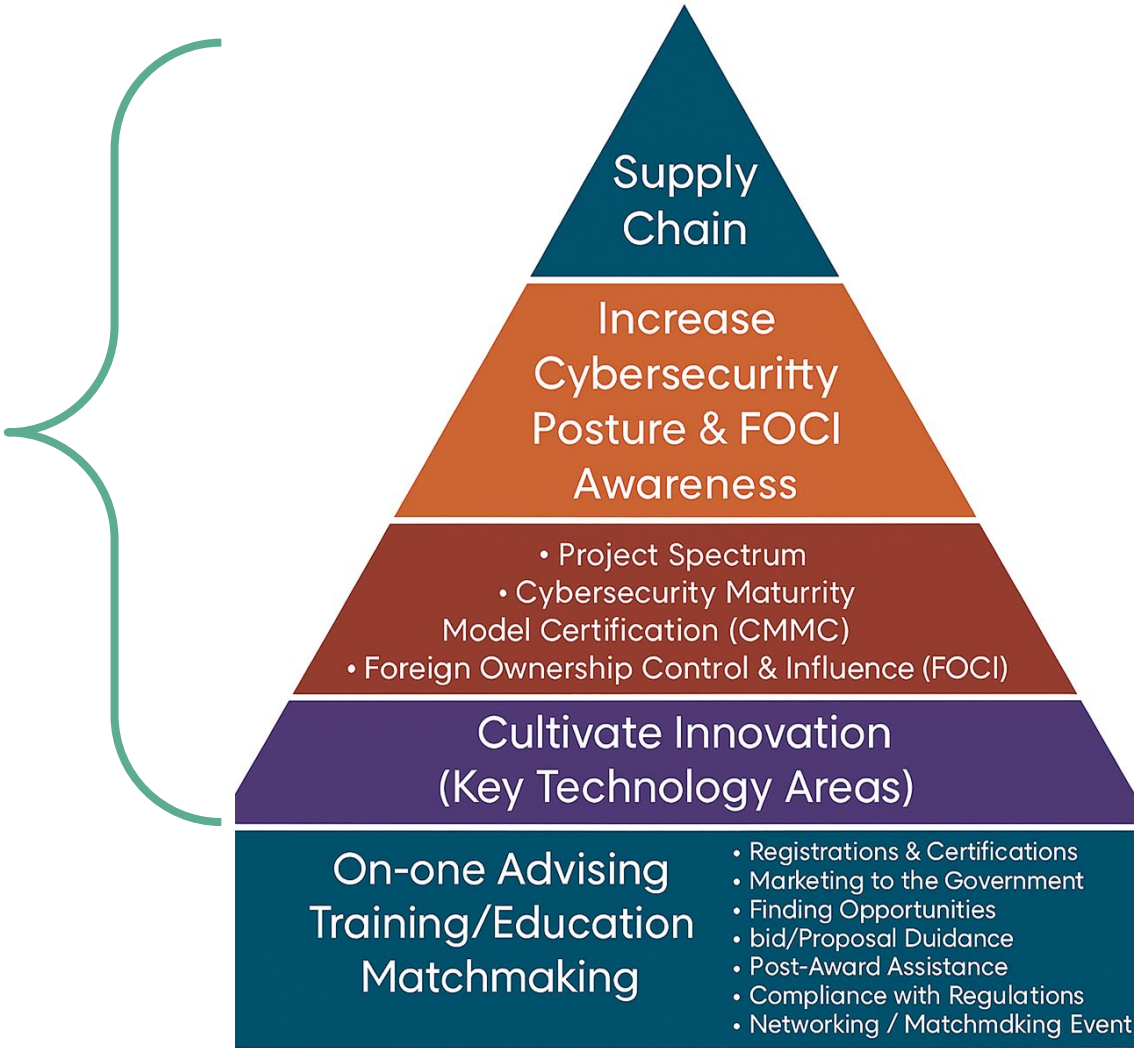 Supply
Chain
Increase
Cybersecuritty
Posture & FOCI
Awareness
• Project Spectrum
• Cybersecurity Maturrity
Model Certification (CMMC)
• Foreign Ownership Control & Influence (FOCI)
Cultivate Innovation
(Key Technology Areas)
On-one Advising
Training/Education
Matchmaking
• Registrations & Certifications
• Marketing to the Government
• Finding Opportunities
• bid/Proposal Duidance
• Post-Award Assistance
• Compliance with Regulations
• Networking / Matchmdking Event